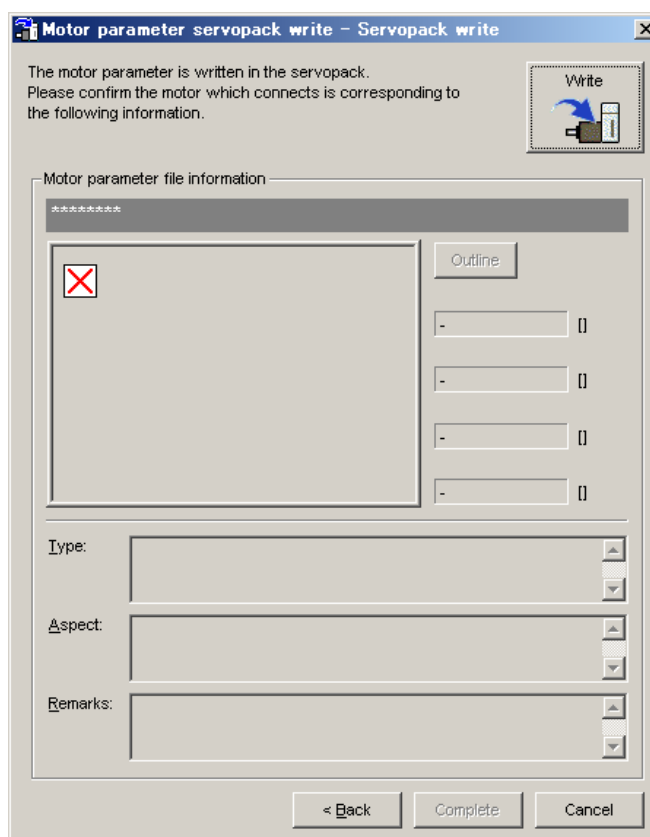 Motor parameter servopack write - Servopack write
The motor parameter is written in the servopack.
Please confirm the motor which connects is corresponding to
the following information.
Write
Motor parameter file information
********
Outline
- []
- []
- []
- []
Type:
Aspect:
Remarks:
< Back
Complete
Cancel